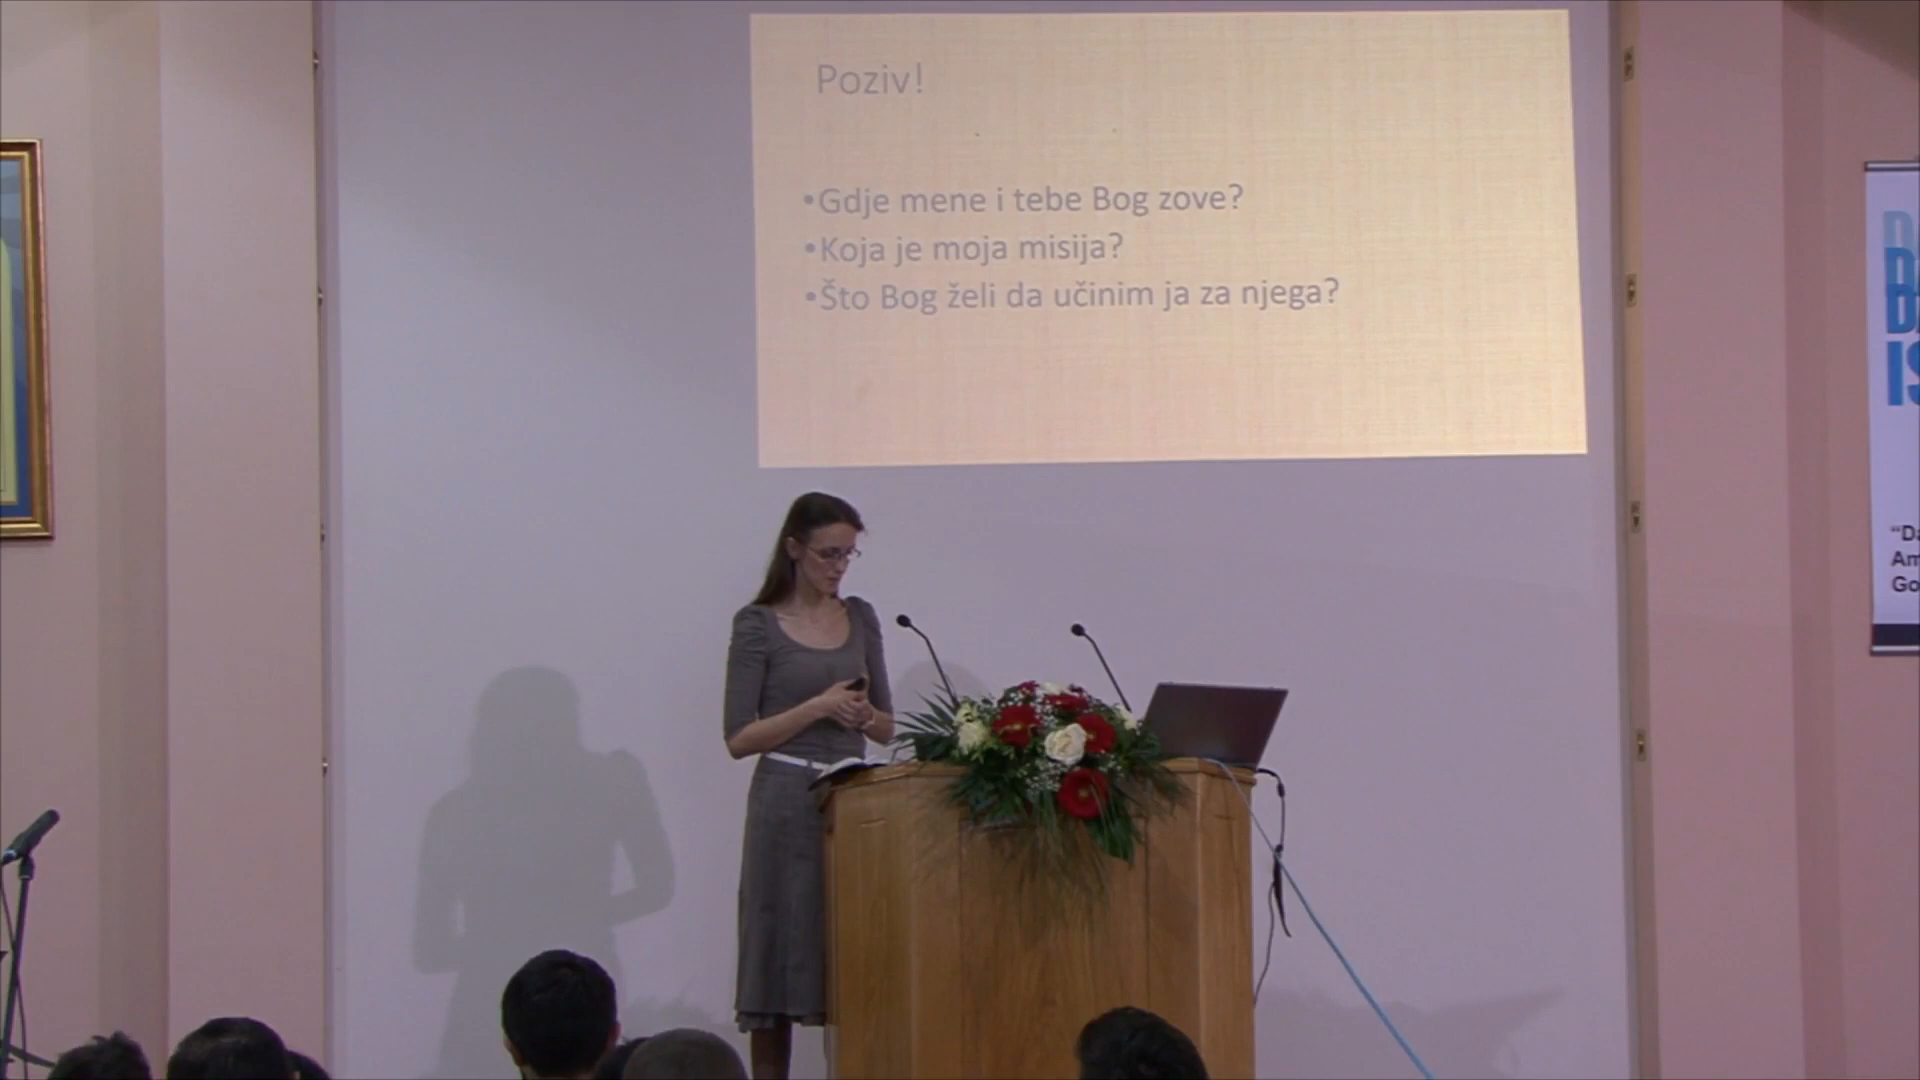 Poziv!
•Gdje mene i tebe Bog zove?
•Koja je moja misija?
•Što Bog želi da učinim ja za njega?